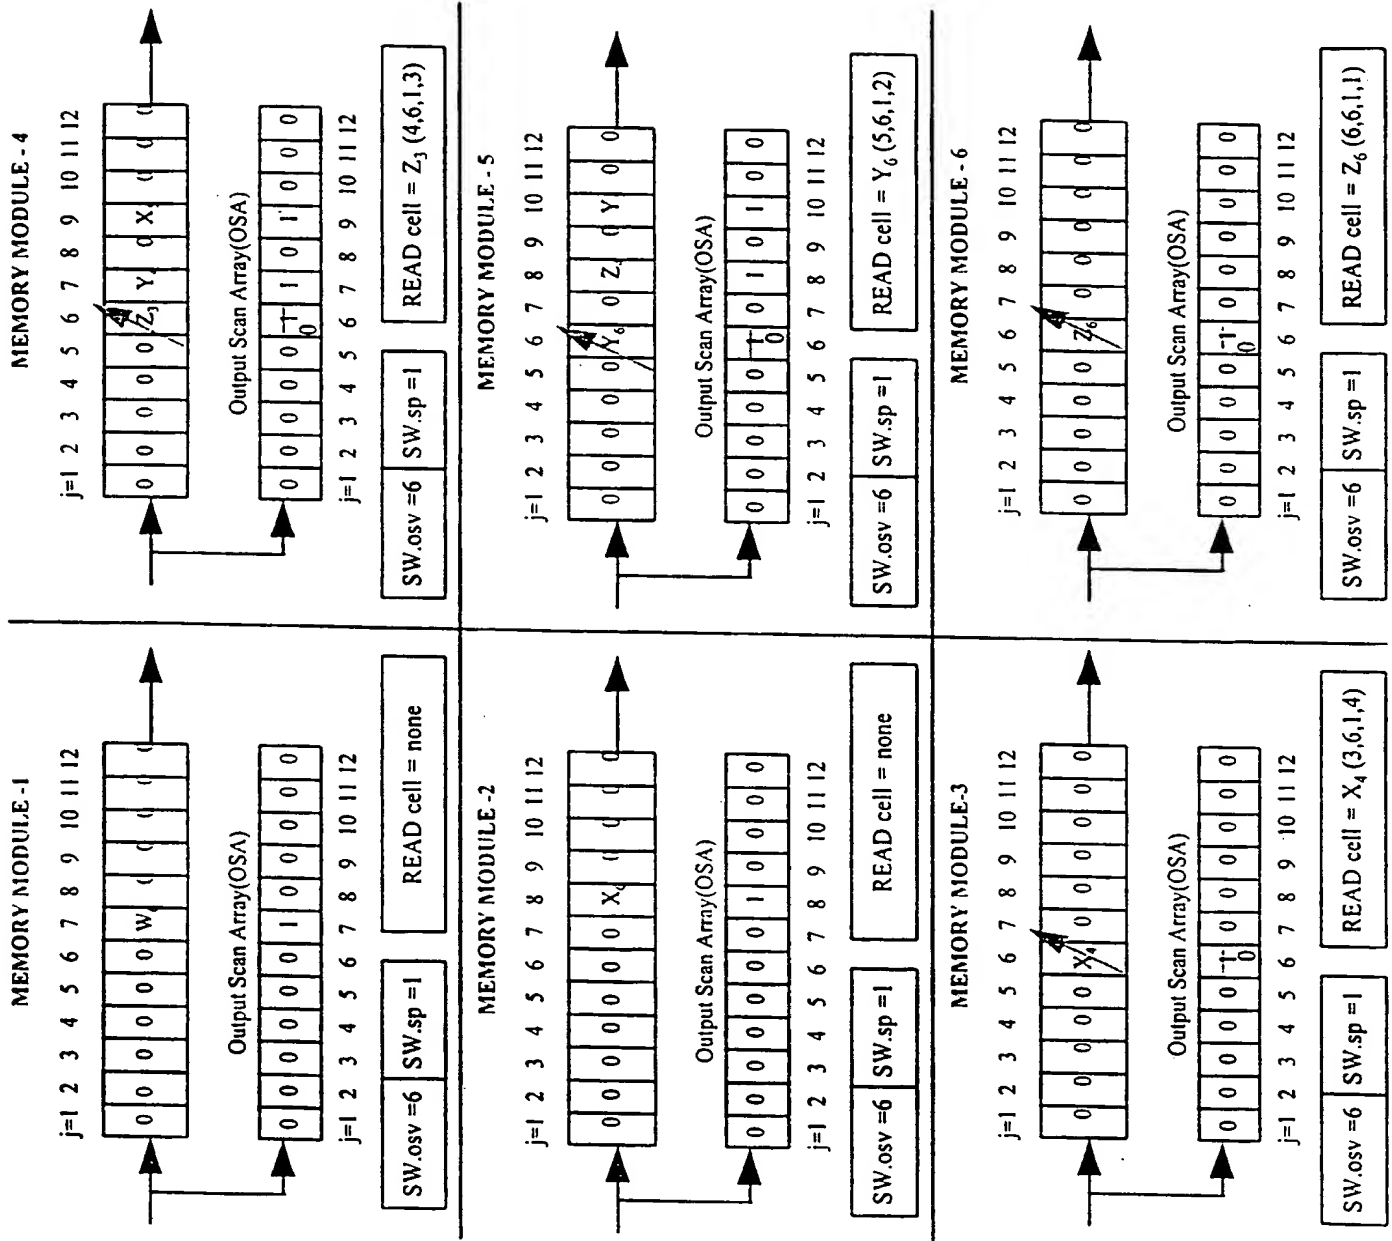 MEMORY MODULE -1
j=1 2 3 4 5 6 7 8 9 10 11 12
0 0 0 0 0 0 W
Output Scan Array(OSA)
0 0 0 0 0 0 1 0 0 0 0 0
j=1 2 3 4 5 6 7 8 9 10 11 12
SW.osv =6 SW.sp =1
READ cell = none
MEMORY MODULE - 4
j=1 2 3 4 5 6 7 8 9 10 11 12
0 0 0 0 0 Z3 Y 0 X
Output Scan Array(OSA)
0 0 0 0 0 1 1 0 1 0 0 0
0
j=1 2 3 4 5 6 7 8 9 10 11 12
SW.osv =6 SW.sp =1
READ cell = Z3 (4,6,1,3)
MEMORY MODULE -2
j=1 2 3 4 5 6 7 8 9 10 11 12
0 0 0 0 0 0 0 X
Output Scan Array(OSA)
0 0 0 0 0 0 0 1 0 0 0 0
j=1 2 3 4 5 6 7 8 9 10 11 12
SW.osv =6 SW.sp =1
READ cell = none
MEMORY MODULE - 5
j=1 2 3 4 5 6 7 8 9 10 11 12
0 0 0 0 0 Y6 0 Z 0 Y 0 0
Output Scan Array(OSA)
0 0 0 0 0 1 0 1 0 1 0 0
0
j=1 2 3 4 5 6 7 8 9 10 11 12
SW.osv =6 SW.sp =1
READ cell = Y6 (5,6,1,2)
MEMORY MODULE-3
j=1 2 3 4 5 6 7 8 9 10 11 12
0 0 0 0 0 X4 0 0 0 0 0 0
Output Scan Array(OSA)
0 0 0 0 0 1 0 0 0 0 0 0
0
j=1 2 3 4 5 6 7 8 9 10 11 12
SW.osv =6 SW.sp =1
READ cell = X4 (3,6,1,4)
MEMORY MODULE - 6
j=1 2 3 4 5 6 7 8 9 10 11 12
0 0 0 0 0 Z6 0 0 0 0 0 0
Output Scan Array(OSA)
0 0 0 0 0 1 0 0 0 0 0 0
0
j=1 2 3 4 5 6 7 8 9 10 11 12
SW.osv =6 SW.sp =1
READ cell = Z6 (6,6,1,1)